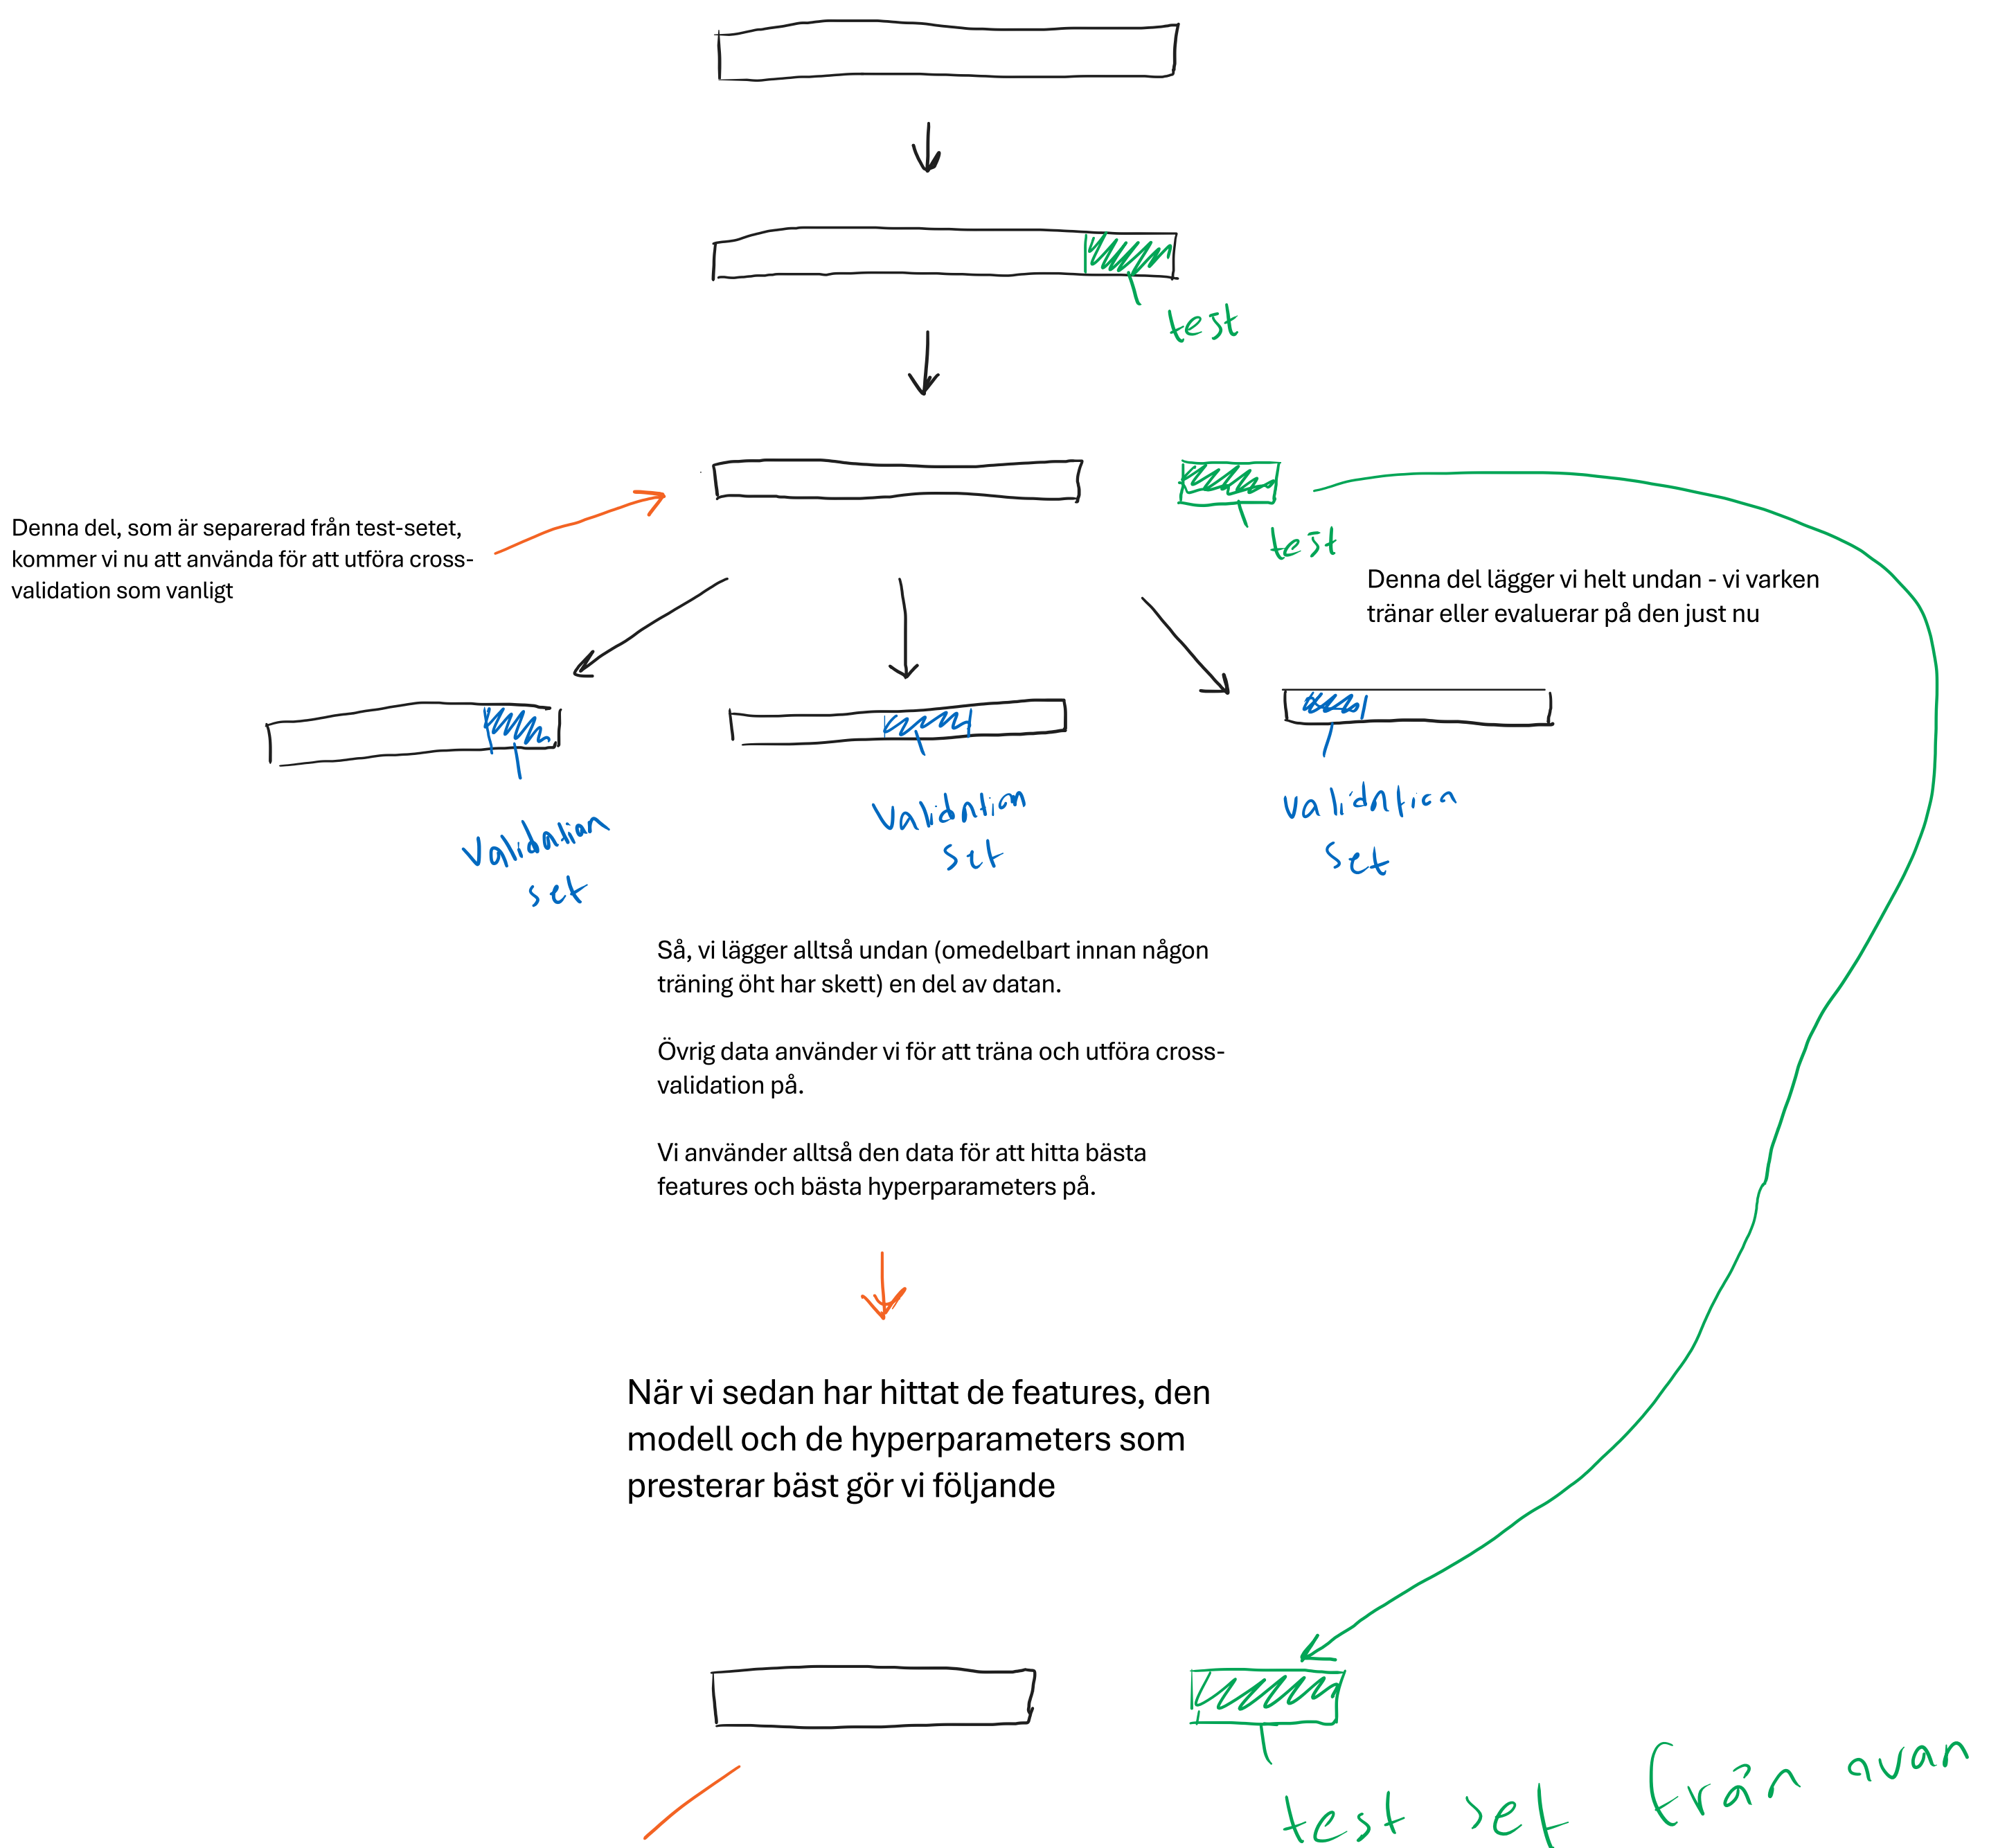 test
test
Denna del, som är separerad från test-setet,
kommer vi nu att använda för att utföra cross-
validation som vanligt
Denna del lägger vi helt undan - vi varken
tränar eller evaluerar på den just nu
Validation
set
Validation
set
validation
set
Så, vi lägger alltså undan (omedelbart innan någon
träning öht har skett) en del av datan.
Övrig data använder vi för att träna och utföra cross-
validation på.
Vi använder alltså den data för att hitta bästa
features och bästa hyperparameters på.
När vi sedan har hittat de features, den
modell och de hyperparameters som
presterar bäst gör vi följande
test set från ovan